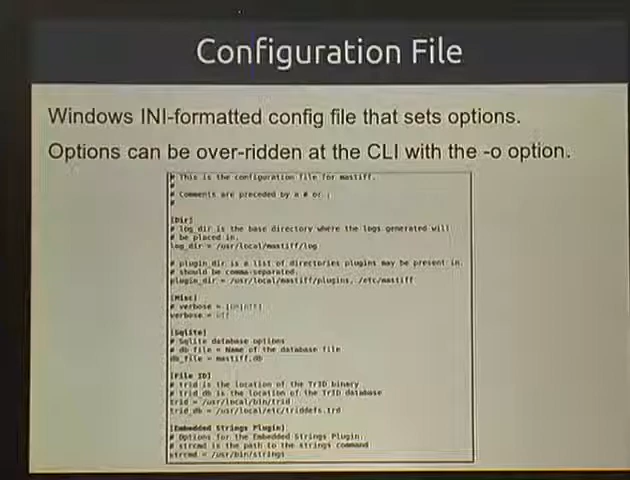 Configuration File
Windows INI-formatted config file that sets options.
Options can be over-ridden at the CLI with the -o option.
# This is the configuration file for mastiff.
#
# Comments are preceded by a # or ;
#
[Dir]
# log_dir is the base directory where the logs generated will
# be placed in.
log_dir = /usr/local/mastiff/log
# plugin_dir is a list of directories plugins may be present in.
# should be comma-separated.
plugin_dir = /usr/local/mastiff/plugins, /etc/mastiff
[Misc]
# verbose = [on|off]
verbose = off
[Sqlite]
# Sqlite database options
# db_file = Name of the database file
db_file = mastiff.db
[File ID]
# trid is the location of the TrID binary
# trid_db is the location of the TrID database
trid = /usr/local/bin/trid
trid_db = /usr/local/etc/triddefs.trd
[Embedded Strings Plugin]
# Options for the Embedded Strings Plugin.
# strcmd is the path to the strings command
strcmd = /usr/bin/strings